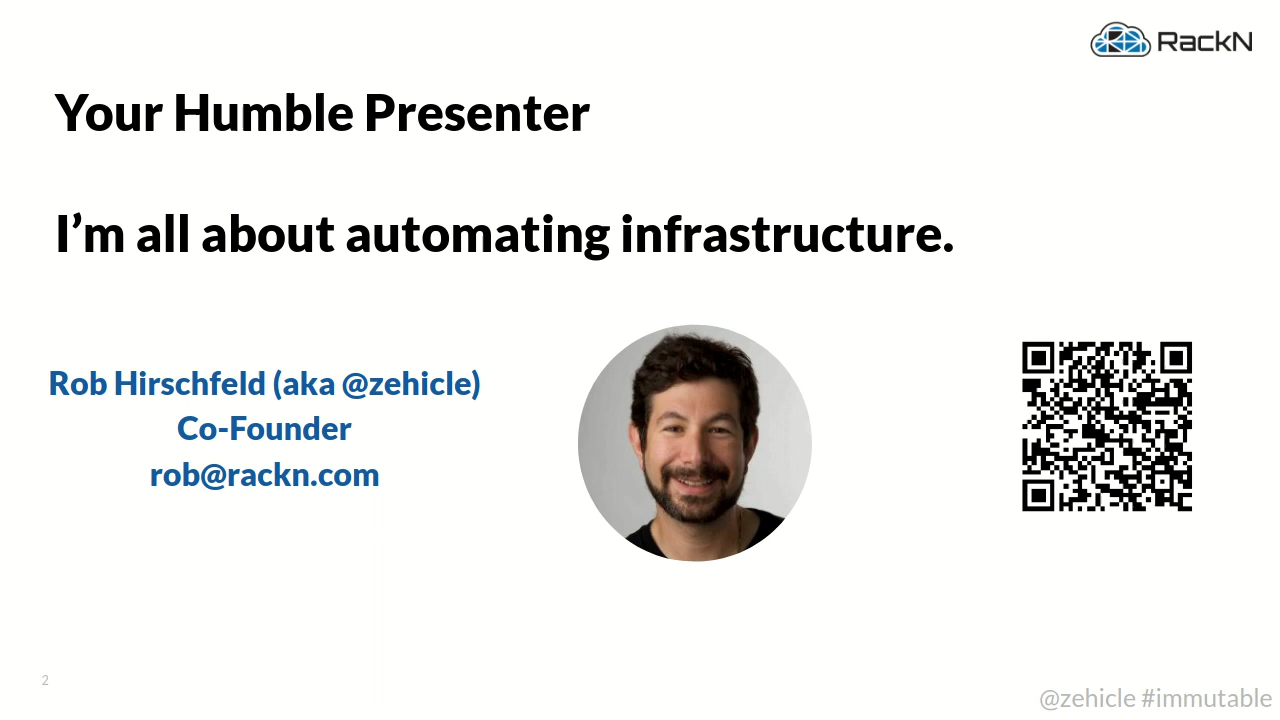 RackN
Your Humble Presenter
I’m all about automating infrastructure.
Rob Hirschfeld (aka @zehicle)
Co-Founder
rob@rackn.com
2
@zehicle #immutable